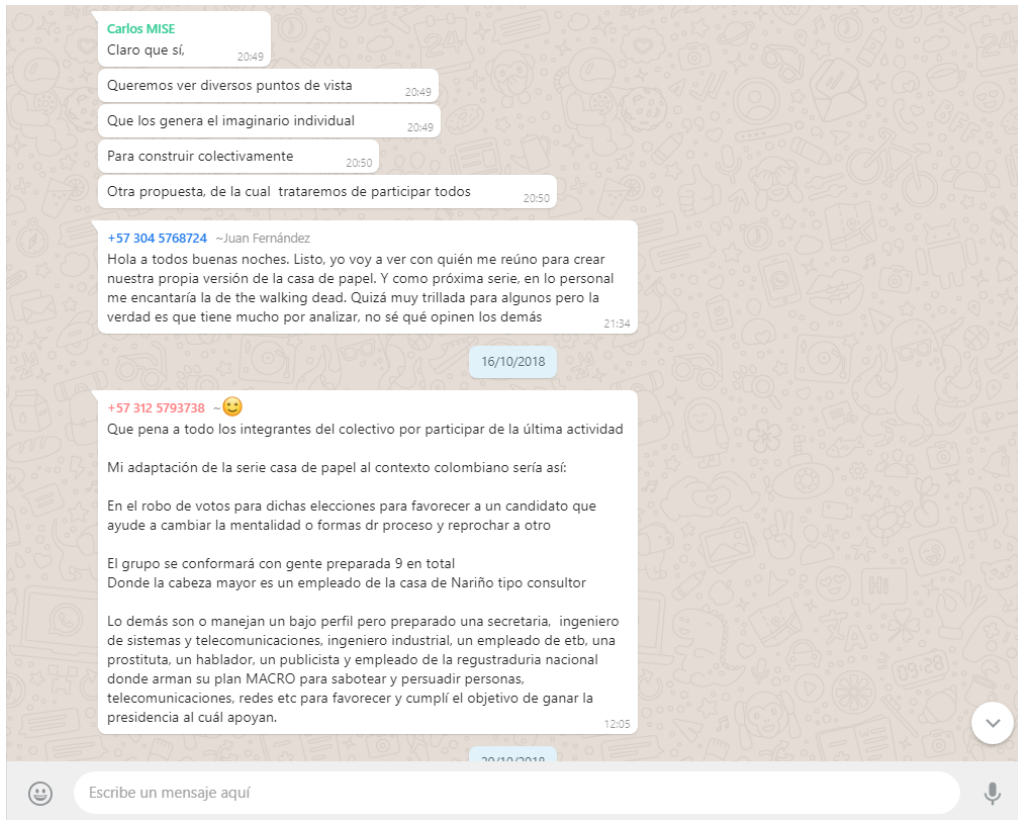 Carlos MISE
Claro que sí,
20:49
Queremos ver diversos puntos de vista
20:49
Que los genera el imaginario individual
20:49
Para construir colectivamente
20:50
Otra propuesta, de la cual trataremos de participar todos
20:50
+57 304 5768724 ~Juan Fernández
Hola a todos buenas noches. Listo, yo voy a ver con quién me reúno para crear
nuestra propia versión de la casa de papel. Y como próxima serie, en lo personal
me encantaría la de the walking dead. Quizá muy trillada para algunos pero la
verdad es que tiene mucho por analizar, no sé qué opinen los demás
21:34
16/10/2018
+57 312 5793738 ~🙂
Que pena a todo los integrantes del colectivo por participar de la última actividad
Mi adaptación de la serie casa de papel al contexto colombiano sería así:
En el robo de votos para dichas elecciones para favorecer a un candidato que
ayude a cambiar la mentalidad o formas dr proceso y reprochar a otro
El grupo se conformará con gente preparada 9 en total
Donde la cabeza mayor es un empleado de la casa de Nariño tipo consultor
Lo demás son o manejan un bajo perfil pero preparado una secretaria, ingeniero
de sistemas y telecomunicaciones, ingeniero industrial, un empleado de etb, una
prostituta, un hablador, un publicista y empleado de la regustraduria nacional
donde arman su plan MACRO para sabotear y persuadir personas,
telecomunicaciones, redes etc para favorecer y cumplí el objetivo de ganar la
presidencia al cuál apoyan.
12:05
20/10/2018
Escribe un mensaje aquí